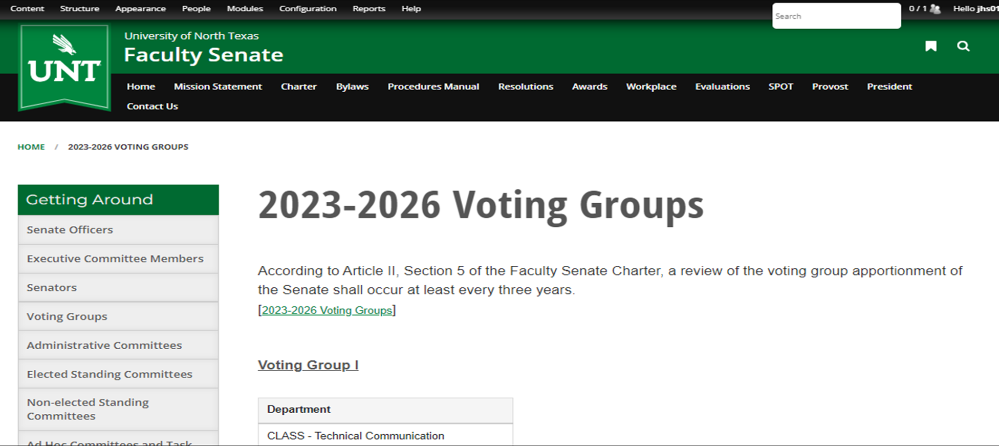 Content Structure Appearance People Modules Configuration Reports Help Search 0 / 1 Hello jhs01
UNT
University of North Texas
Faculty Senate
Home Mission Statement Charter Bylaws Procedures Manual Resolutions Awards Workplace Evaluations SPOT Provost President
Contact Us
HOME / 2023-2026 VOTING GROUPS
Getting Around
Senate Officers
Executive Committee Members
Senators
Voting Groups
Administrative Committees
Elected Standing Committees
Non-elected Standing
Committees
Ad Hoc Committees and Task
2023-2026 Voting Groups
According to Article II, Section 5 of the Faculty Senate Charter, a review of the voting group apportionment of
the Senate shall occur at least every three years.
[2023-2026 Voting Groups]
Voting Group I
Department
CLASS - Technical Communication